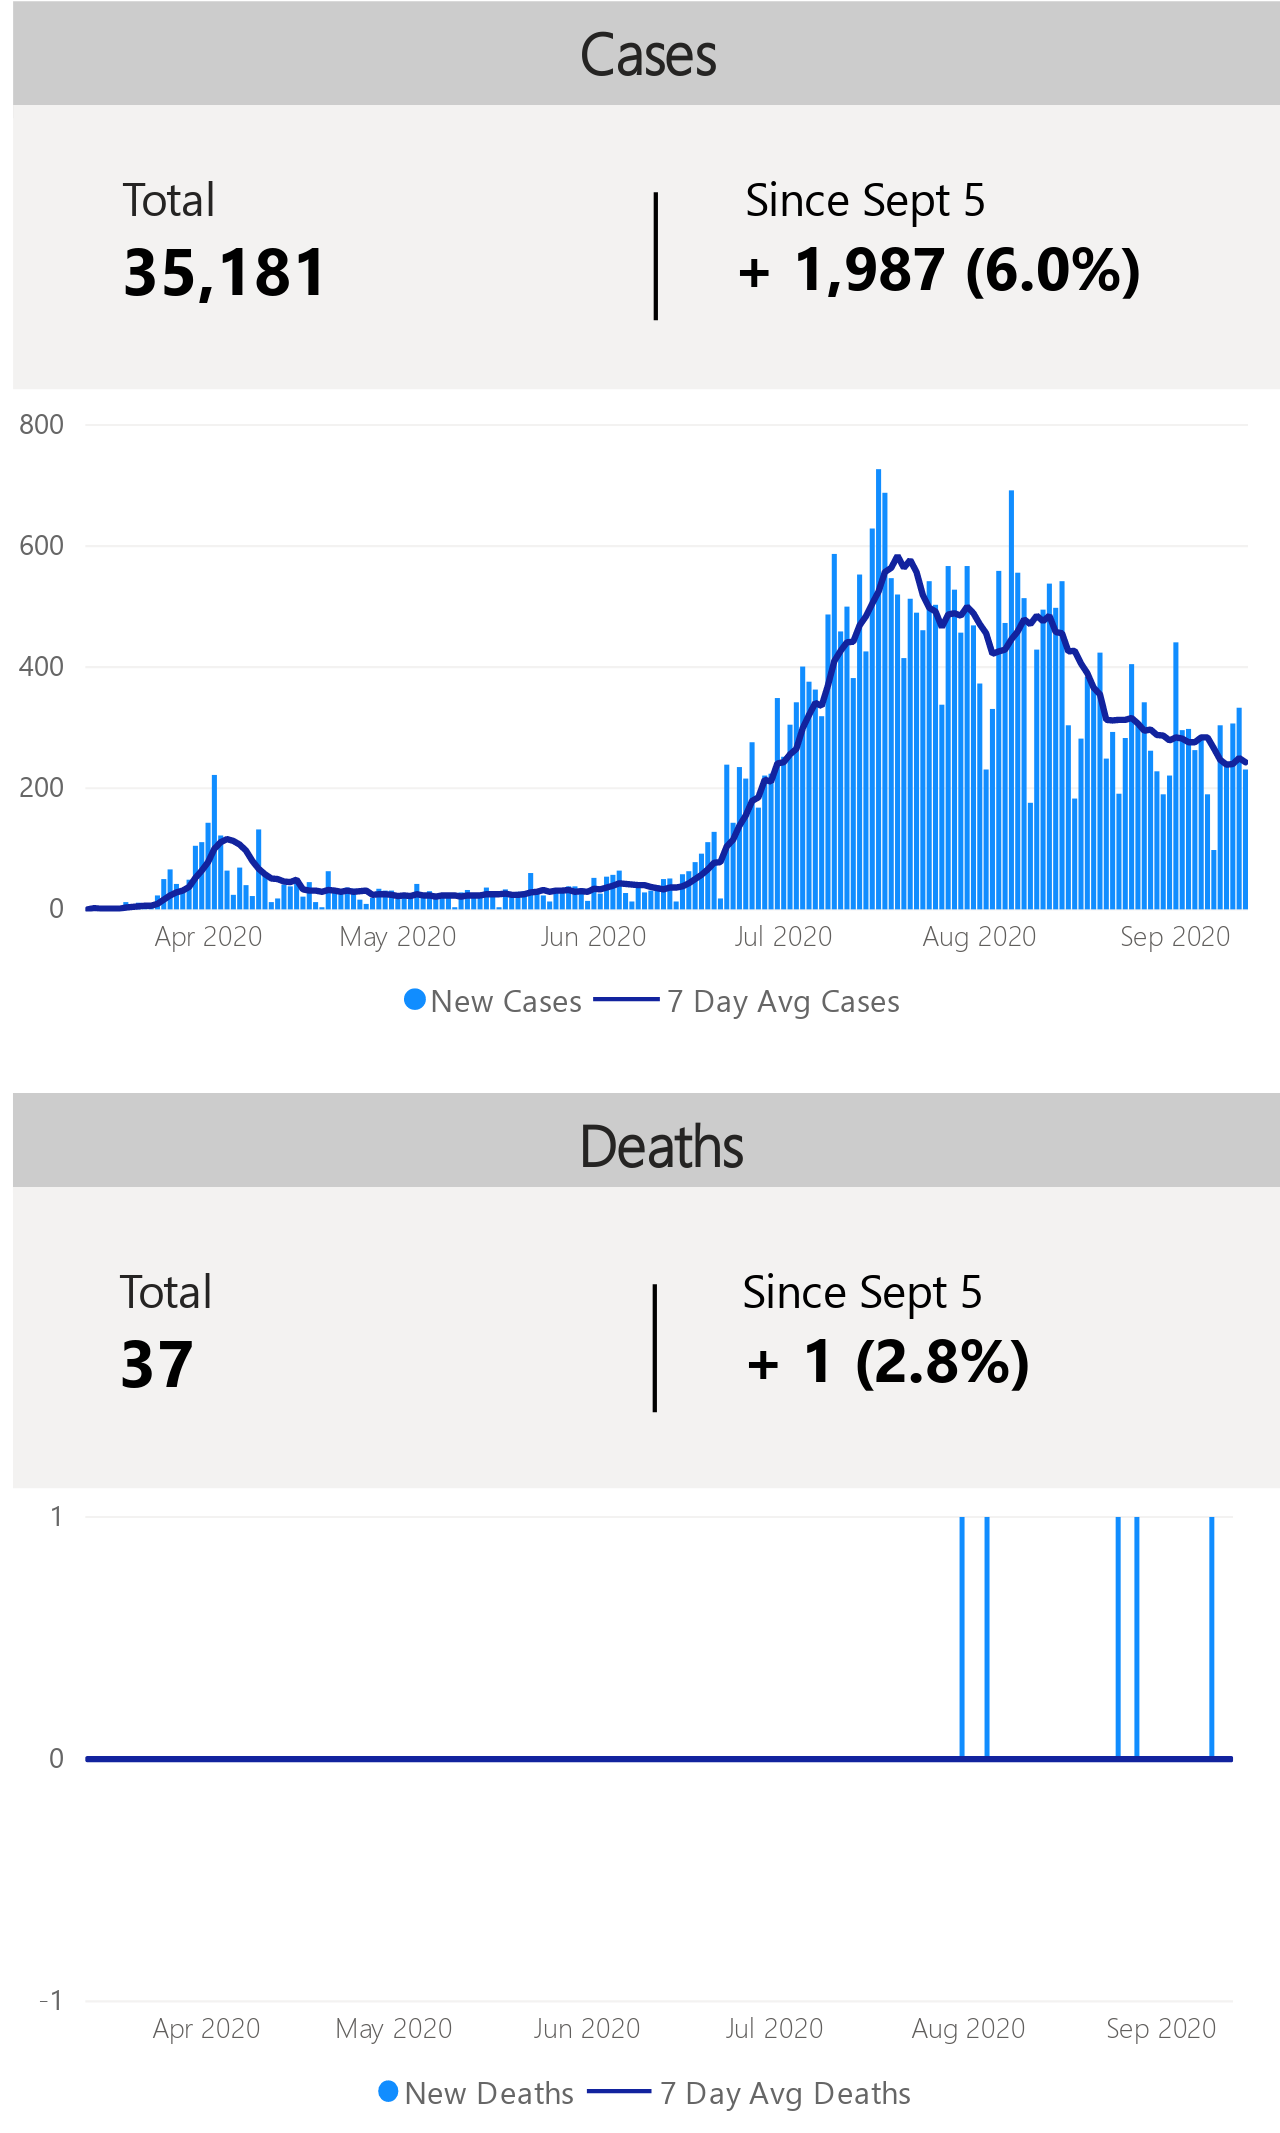 Cases
Total
Since Sept 5
35,181
+ 1,987 (6.0%)
800
600
400
200
0
Apr 2020 May 2020 Jun 2020 Jul 2020 Aug 2020 Sep 2020
New Cases 7 Day Avg Cases
Deaths
Total
Since Sept 5
37
+ 1 (2.8%)
1
0
-1
Apr 2020 May 2020 Jun 2020 Jul 2020 Aug 2020 Sep 2020
New Deaths 7 Day Avg Deaths